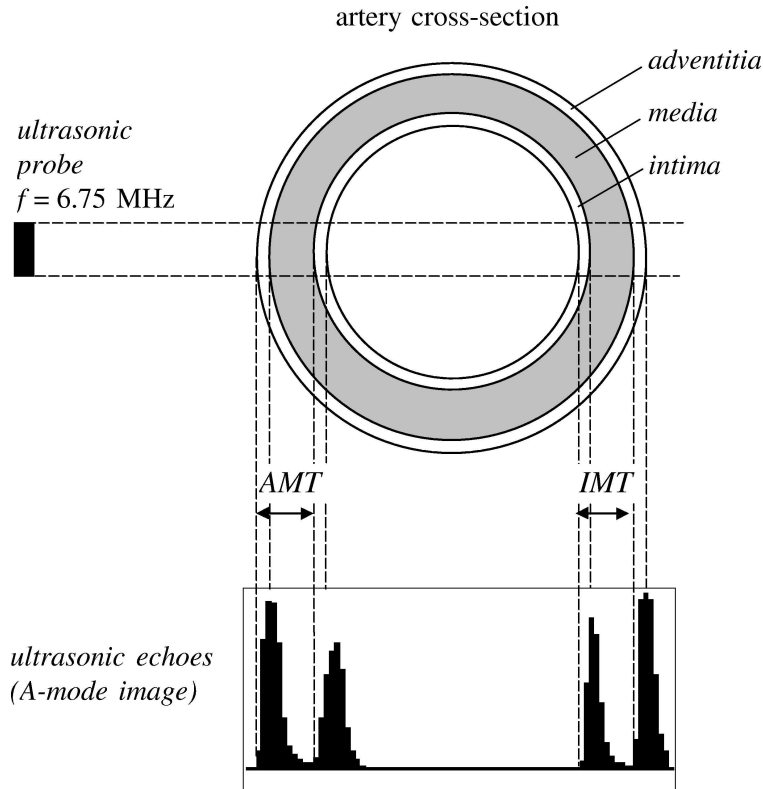 artery cross-section
adventitia
media
intima
ultrasonic
probe
f = 6.75 MHz
AMT
IMT
ultrasonic echoes
(A-mode image)